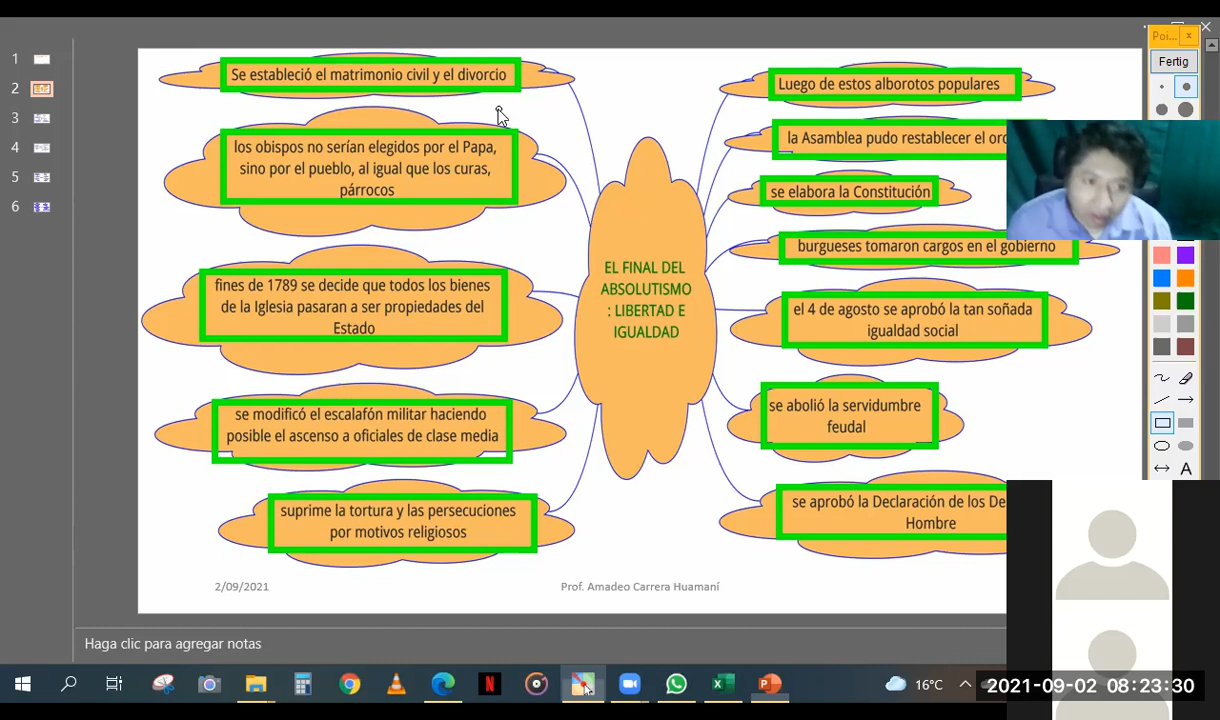 1
2
3
4
5
6
Se estableció el matrimonio civil y el divorcio
los obispos no serían elegidos por el Papa,
sino por el pueblo, al igual que los curas,
párrocos
fines de 1789 se decide que todos los bienes
de la Iglesia pasaran a ser propiedades del
Estado
se modificó el escalafón militar haciendo
posible el ascenso a oficiales de clase media
suprime la tortura y las persecuciones
por motivos religiosos
EL FINAL DEL
ABSOLUTISMO
: LIBERTAD E
IGUALDAD
Luego de estos alborotos populares
la Asamblea pudo restablecer el
se elabora la Constitución
burgueses tomaron cargos en el gobierno
el 4 de agosto se aprobó la tan soñada
igualdad social
se abolió la servidumbre
feudal
se aprobó la Declaración de los
Hombre
2/09/2021
Prof. Amadeo Carrera Huamaní
Haga clic para agregar notas
Poi...
Fertig
A
16°C
2021-09-02 08:23:30